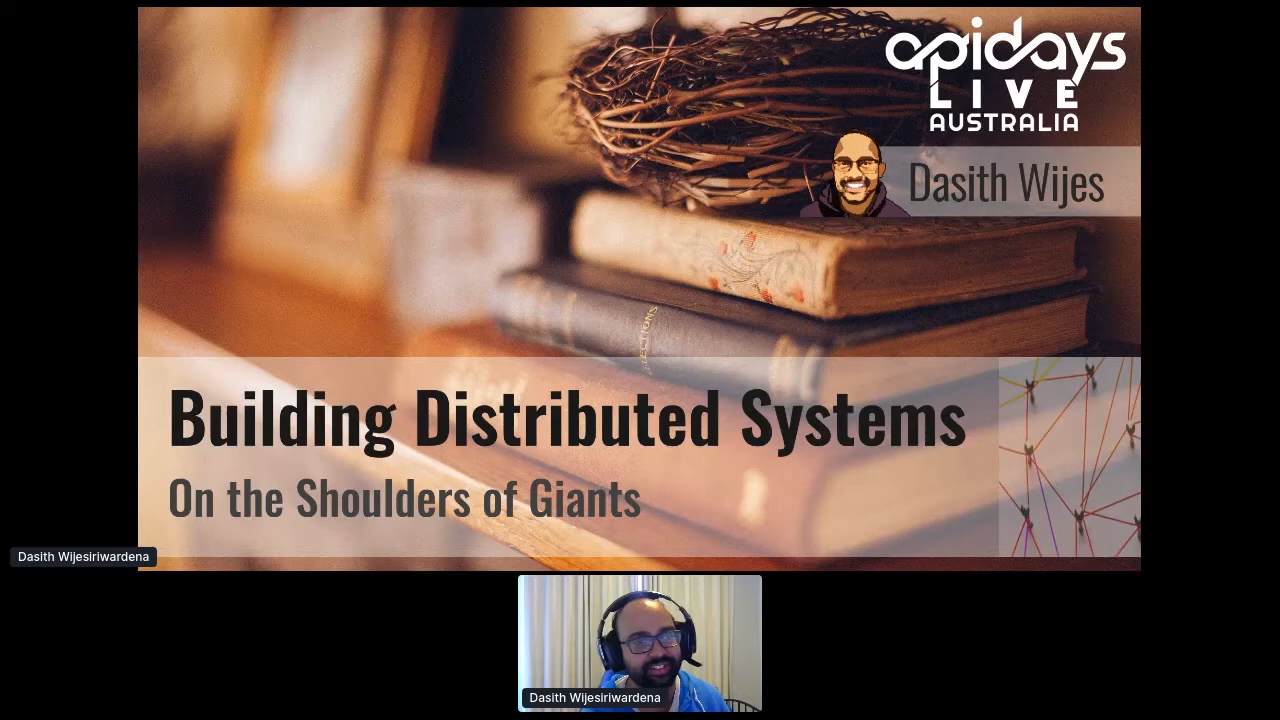 apidays
LIVE
AUSTRALIA
Dasith Wijes
Building Distributed Systems
On the Shoulders of Giants
Dasith Wijesiriwardena
Dasith Wijesiriwardena